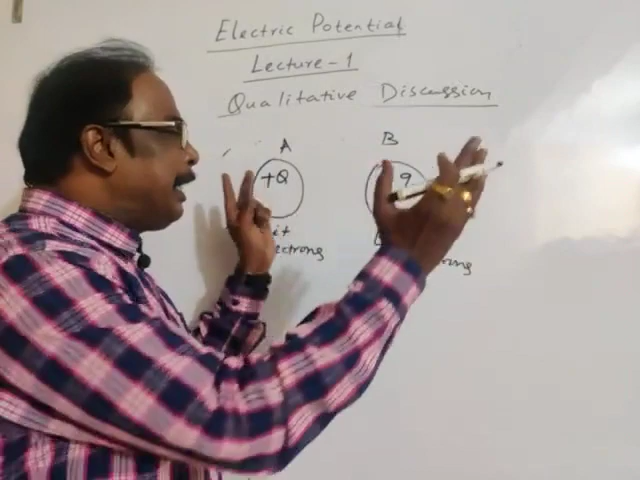 Electric Potential
Lecture-1
Qualitative Discussion
A B
+Q q